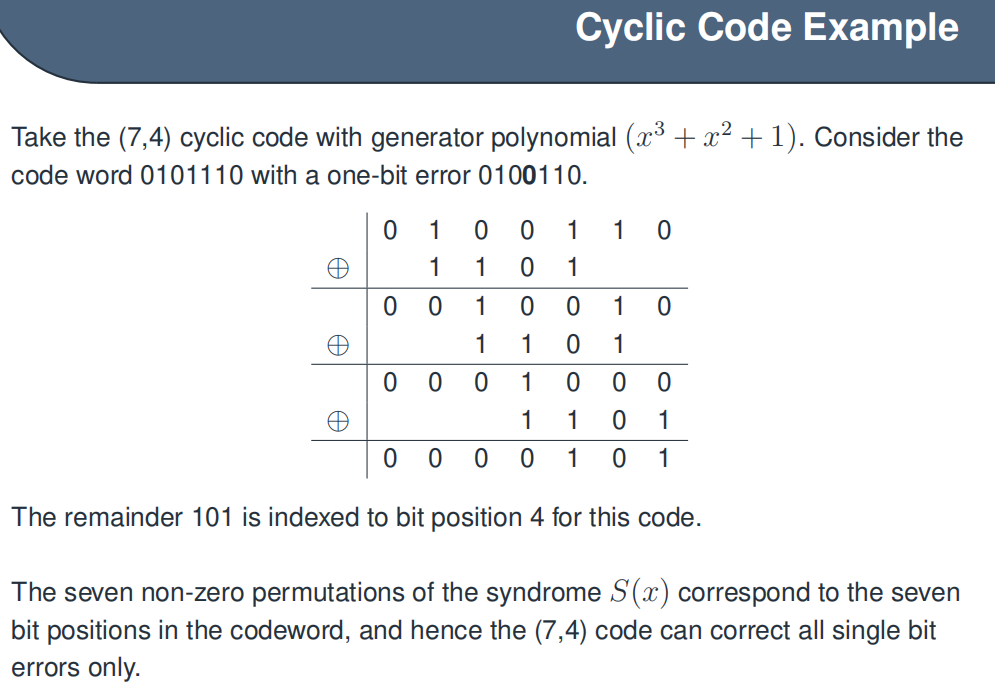 Cyclic Code Example
Take the (7,4) cyclic code with generator polynomial (x³ + x² + 1). Consider the
code word 0101110 with a one-bit error 0100110.
0 1 0 0 1 1 0
⊕ 1 1 0 1
0 0 1 0 0 1 0
⊕ 1 1 0 1
0 0 0 1 0 0 0
⊕ 1 1 0 1
0 0 0 0 1 0 1
The remainder 101 is indexed to bit position 4 for this code.
The seven non-zero permutations of the syndrome S(x) correspond to the seven
bit positions in the codeword, and hence the (7,4) code can correct all single bit
errors only.